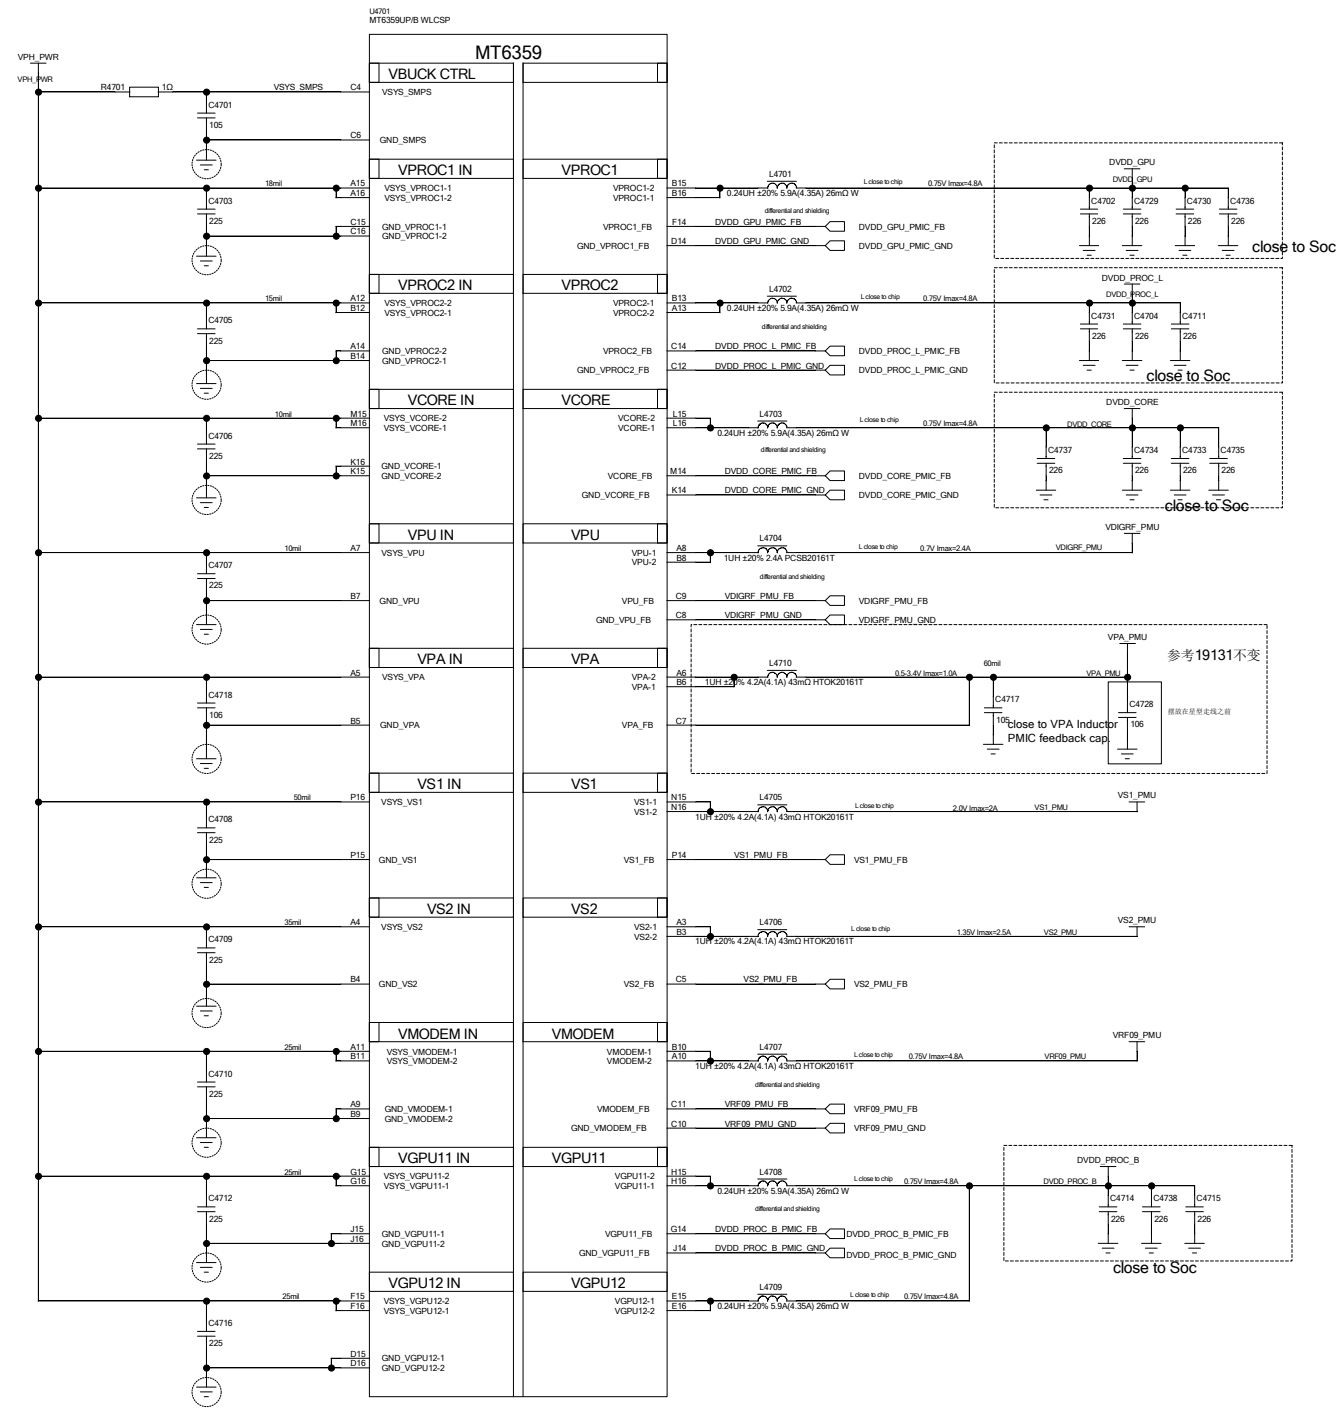 U4701
MT6359UP/B WLCSP
MT6359
VPH_PWR
VPH_PWR
VBUCK CTRL
R4701 1Ω VSYS_SMPS C4 VSYS_SMPS
C4701
105
C6 GND_SMPS
VPROC1 IN VPROC1
18mil A15 VSYS_VPROC1-1
A16 VSYS_VPROC1-2
C4703
225
C15 GND_VPROC1-1
C16 GND_VPROC1-2
VPROC1-2 B15
VPROC1-1 B16
L4701
0.24UH ±20% 5.9A(4.35A) 26mΩ W
L close to chip 0.75V Imax=4.8A
differential and shielding
VPROC1_FB F14 DVDD_GPU_PMIC_FB DVDD_GPU_PMIC_FB
GND_VPROC1_FB D14 DVDD_GPU_PMIC_GND DVDD_GPU_PMIC_GND
DVDD_GPU
DVDD_GPU
C4702 C4729 C4730 C4736
226 226 226 226
close to Soc
VPROC2 IN VPROC2
15mil A12 VSYS_VPROC2-2
B12 VSYS_VPROC2-1
C4705
225
A14 GND_VPROC2-2
B14 GND_VPROC2-1
VPROC2-1 B13
VPROC2-2 A13
L4702
0.24UH ±20% 5.9A(4.35A) 26mΩ W
L close to chip 0.75V Imax=4.8A
differential and shielding
VPROC2_FB C14 DVDD_PROC_L_PMIC_FB DVDD_PROC_L_PMIC_FB
GND_VPROC2_FB C12 DVDD_PROC_L_PMIC_GND DVDD_PROC_L_PMIC_GND
DVDD_PROC_L
DVDD_PROC_L
C4731 C4704 C4711
226 226 226
close to Soc
VCORE IN VCORE
10mil M15 VSYS_VCORE-2
M16 VSYS_VCORE-1
C4706
225
K16 GND_VCORE-1
K15 GND_VCORE-2
VCORE-2 L15
VCORE-1 L16
L4703
0.24UH ±20% 5.9A(4.35A) 26mΩ W
L close to chip 0.75V Imax=4.8A
differential and shielding
VCORE_FB M14 DVDD_CORE_PMIC_FB DVDD_CORE_PMIC_FB
GND_VCORE_FB K14 DVDD_CORE_PMIC_GND DVDD_CORE_PMIC_GND
DVDD_CORE
DVDD_CORE
C4737 C4734 C4733 C4735
226 226 226 226
close to Soc
VPU IN VPU
10mil A7 VSYS_VPU
C4707
225
B7 GND_VPU
VPU-1 A8
VPU-2 B8
L4704
1UH ±20% 2.4A PCSB20161T
L close to chip 0.7V Imax=2.4A VDIGRF_PMU
VDIGRF_PMU
differential and shielding
VPU_FB C9 VDIGRF_PMU_FB VDIGRF_PMU_FB
GND_VPU_FB C8 VDIGRF_PMU_GND VDIGRF_PMU_GND
VPA IN VPA
A5 VSYS_VPA
C4718
106
B5 GND_VPA
VPA-2 A6
VPA-1 B6
L4710
1UH ±20% 4.2A(4.1A) 43mΩ HTOK20161T
0.5-3.4V Imax=1.0A
60mil
VPA_PMU
VPA_PMU
参考19131不变
VPA_FB C7
C4717
105
close to VPA Inductor
PMIC feedback cap.
C4728
106
摆放在星型走线之前
VS1 IN VS1
50mil P16 VSYS_VS1
C4708
225
P15 GND_VS1
VS1-1 N15
VS1-2 N16
L4705
1UH ±20% 4.2A(4.1A) 43mΩ HTOK20161T
L close to chip 2.0V Imax=2A VS1_PMU
VS1_PMU
VS1_FB P14 VS1_PMU_FB VS1_PMU_FB
VS2 IN VS2
35mil A4 VSYS_VS2
C4709
225
B4 GND_VS2
VS2-1 A3
VS2-2 B3
L4706
1UH ±20% 4.2A(4.1A) 43mΩ HTOK20161T
L close to chip 1.35V Imax=2.5A VS2_PMU
VS2_PMU
VS2_FB C5 VS2_PMU_FB VS2_PMU_FB
VMODEM IN VMODEM
25mil A11 VSYS_VMODEM-1
B11 VSYS_VMODEM-2
C4710
225
A9 GND_VMODEM-1
B9 GND_VMODEM-2
VMODEM-1 B10
VMODEM-2 A10
L4707
1UH ±20% 4.2A(4.1A) 43mΩ HTOK20161T
L close to chip 0.75V Imax=4.8A VRF09_PMU
VRF09_PMU
differential and shielding
VMODEM_FB C11 VRF09_PMU_FB VRF09_PMU_FB
GND_VMODEM_FB C10 VRF09_PMU_GND VRF09_PMU_GND
VGPU11 IN VGPU11
25mil G15 VSYS_VGPU11-2
G16 VSYS_VGPU11-1
C4712
225
J15 GND_VGPU11-1
J16 GND_VGPU11-2
VGPU11-2 H15
VGPU11-1 H16
L4708
0.24UH ±20% 5.9A(4.35A) 26mΩ W
L close to chip 0.75V Imax=4.8A
differential and shielding
VGPU11_FB G14 DVDD_PROC_B_PMIC_FB DVDD_PROC_B_PMIC_FB
GND_VGPU11_FB J14 DVDD_PROC_B_PMIC_GND DVDD_PROC_B_PMIC_GND
DVDD_PROC_B
DVDD_PROC_B
C4714 C4738 C4715
226 226 226
close to Soc
VGPU12 IN VGPU12
25mil F15 VSYS_VGPU12-2
F16 VSYS_VGPU12-1
C4716
225
D15 GND_VGPU12-1
D16 GND_VGPU12-2
VGPU12-1 E15
VGPU12-2 E16
L4709
0.24UH ±20% 5.9A(4.35A) 26mΩ W
L close to chip 0.75V Imax=4.8A